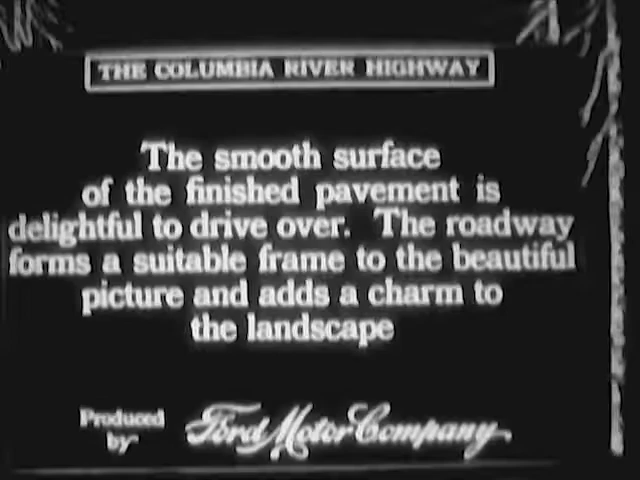 THE COLUMBIA RIVER HIGHWAY
The smooth surface
of the finished pavement is
delightful to drive over. The roadway
forms a suitable frame to the beautiful
picture and adds a charm to
the landscape
Produced
by
Ford Motor Company